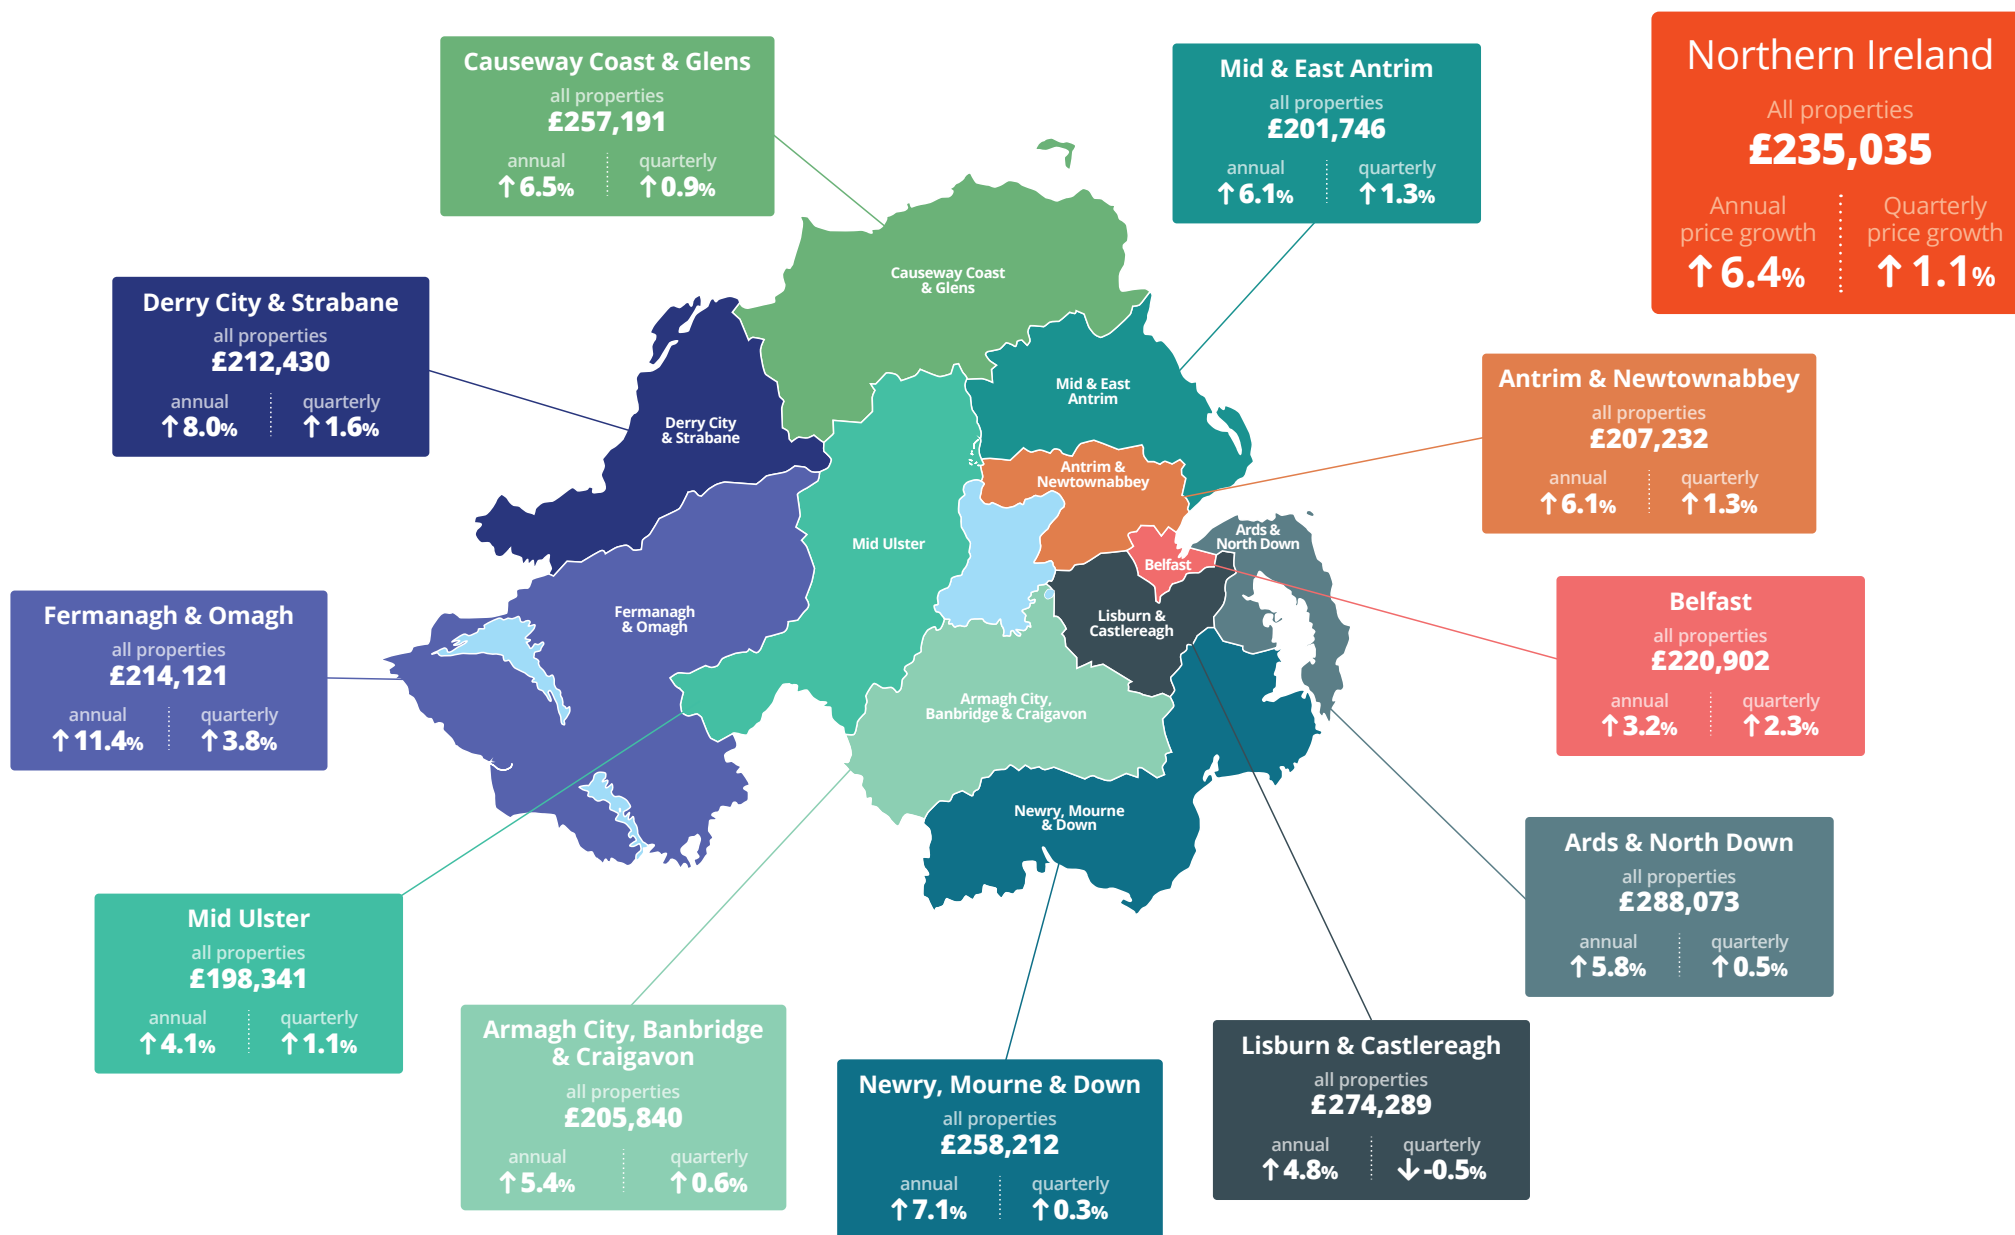 Causeway Coast & Glens
all properties
£257,191
annual
↑6.5%
quarterly
↑0.9%
Mid & East Antrim
all properties
£201,746
annual
↑6.1%
quarterly
↑1.3%
Northern Ireland
All properties
£235,035
Annual
price growth
↑6.4%
Quarterly
price growth
↑1.1%
Derry City & Strabane
all properties
£212,430
annual
↑8.0%
quarterly
↑1.6%
Antrim & Newtownabbey
all properties
£207,232
annual
↑6.1%
quarterly
↑1.3%
Causeway Coast
& Glens
Mid & East
Antrim
Derry City
& Strabane
Antrim &
Newtownabbey
Mid Ulster
Ards &
North Down
Belfast
Fermanagh
& Omagh
Lisburn &
Castlereagh
Armagh City,
Banbridge & Craigavon
Newry, Mourne
& Down
Fermanagh & Omagh
all properties
£214,121
annual
↑11.4%
quarterly
↑3.8%
Belfast
all properties
£220,902
annual
↑3.2%
quarterly
↑2.3%
Ards & North Down
all properties
£288,073
annual
↑5.8%
quarterly
↑0.5%
Mid Ulster
all properties
£198,341
annual
↑4.1%
quarterly
↑1.1%
Armagh City, Banbridge
& Craigavon
all properties
£205,840
annual
↑5.4%
quarterly
↑0.6%
Newry, Mourne & Down
all properties
£258,212
annual
↑7.1%
quarterly
↑0.3%
Lisburn & Castlereagh
all properties
£274,289
annual
↑4.8%
quarterly
↓-0.5%